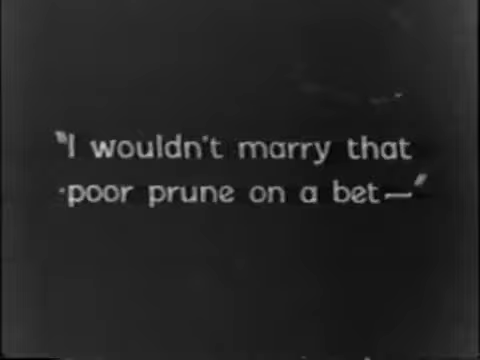 "I wouldn't marry that
poor prune on a bet—"